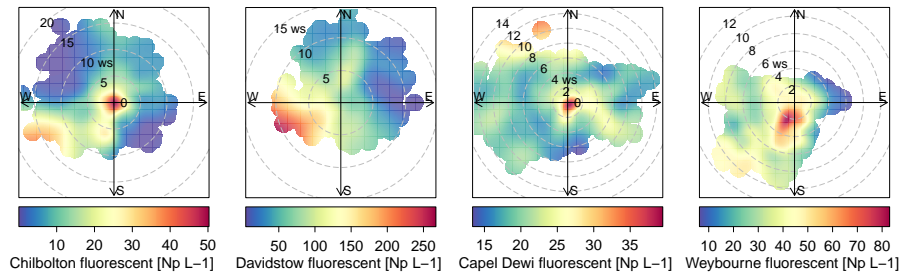 N
20
15
10 ws
5
0
W
E
S
10 20 30 40 50
Chilbolton fluorescent [Np L−1]
N
15 ws
10
5
W
E
S
50 100 150 200 250
Davidstow fluorescent [Np L−1]
N
14
12
10
8
6
4 ws
2
0
W
E
S
15 20 25 30 35
Capel Dewi fluorescent [Np L−1]
N
12
10
8
6 ws
4
2
W
E
S
10 20 30 40 50 60 70 80
Weybourne fluorescent [Np L−1]